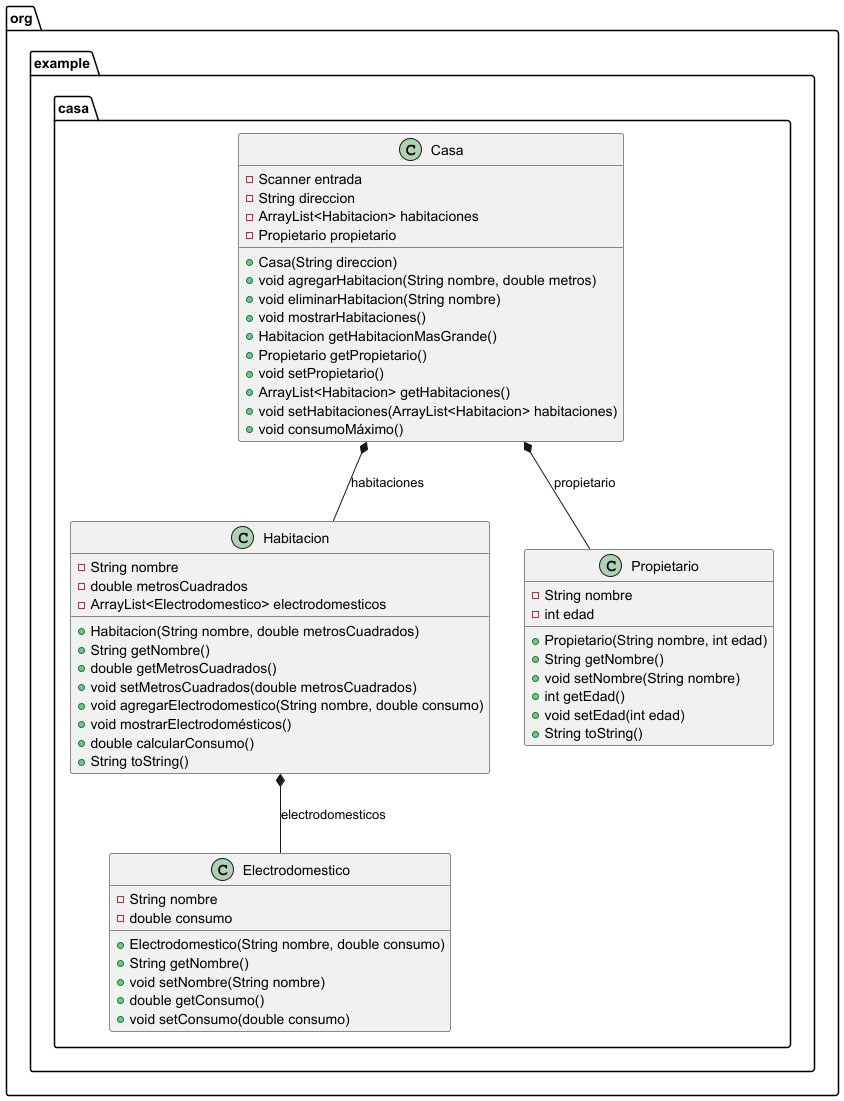 org
example
casa
C Casa
Scanner entrada
String direccion
ArrayList<Habitacion> habitaciones
Propietario propietario
Casa(String direccion)
void agregarHabitacion(String nombre, double metros)
void eliminarHabitacion(String nombre)
void mostrarHabitaciones()
Habitacion getHabitacionMasGrande()
Propietario getPropietario()
void setPropietario()
ArrayList<Habitacion> getHabitaciones()
void setHabitaciones(ArrayList<Habitacion> habitaciones)
void consumoMáximo()
habitaciones
propietario
C Habitacion
String nombre
double metrosCuadrados
ArrayList<Electrodomestico> electrodomesticos
Habitacion(String nombre, double metrosCuadrados)
String getNombre()
double getMetrosCuadrados()
void setMetrosCuadrados(double metrosCuadrados)
void agregarElectrodomestico(String nombre, double consumo)
void mostrarElectrodomésticos()
double calcularConsumo()
String toString()
C Propietario
String nombre
int edad
Propietario(String nombre, int edad)
String getNombre()
void setNombre(String nombre)
int getEdad()
void setEdad(int edad)
String toString()
electrodomesticos
C Electrodomestico
String nombre
double consumo
Electrodomestico(String nombre, double consumo)
String getNombre()
void setNombre(String nombre)
double getConsumo()
void setConsumo(double consumo)